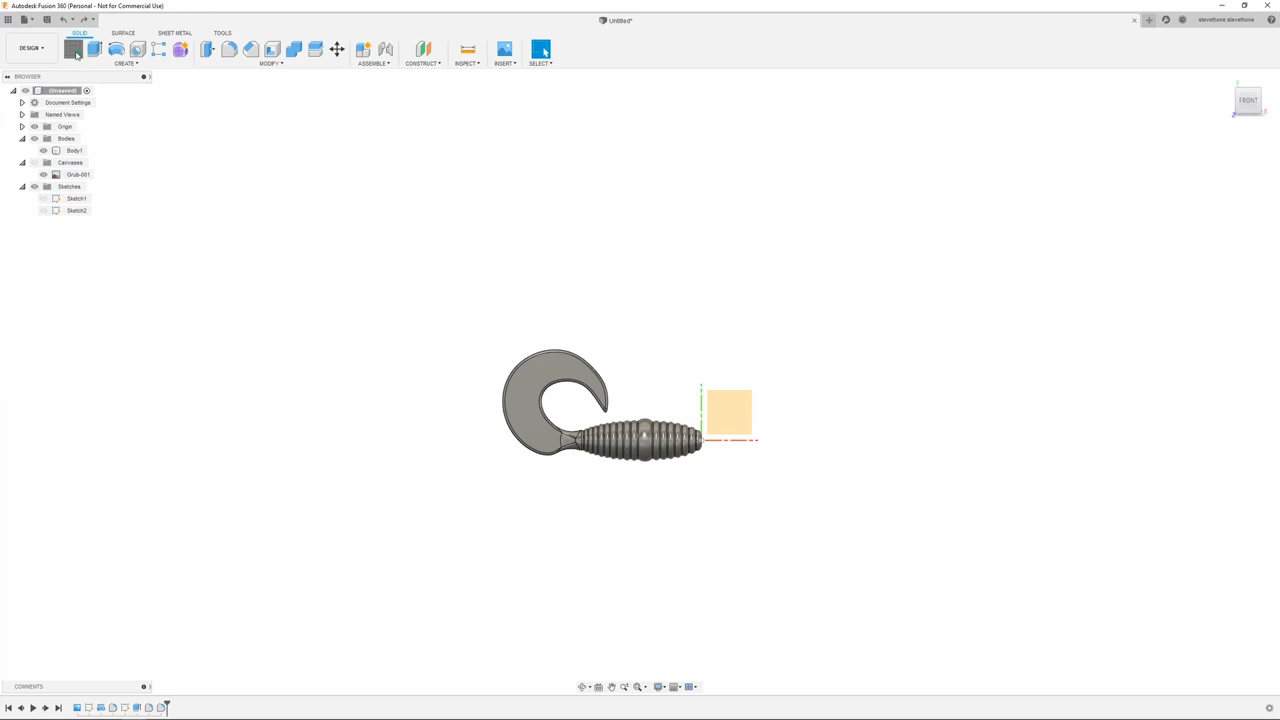 Autodesk Fusion 360 (Personal - Not for Commercial Use)
Untitled*
stevethone stevethone
DESIGN
SOLID
SURFACE
SHEET METAL
TOOLS
CREATE
MODIFY
ASSEMBLE
CONSTRUCT
INSPECT
INSERT
SELECT
BROWSER
(Unsaved)
Document Settings
Named Views
Origin
Bodies
Body1
Canvases
Grub-001
Sketches
Sketch1
Sketch2
Y
FRONT
Z
X
COMMENTS